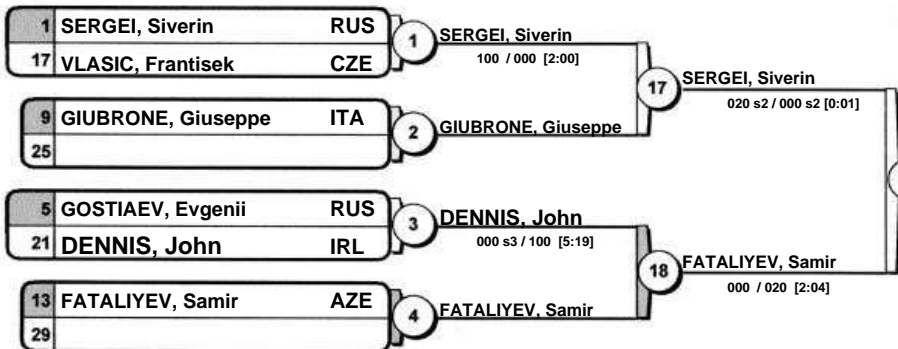 1 SERGEI, Siverin RUS
17 VLASIC, Frantisek CZE
1
SERGEI, Siverin
100 / 000 [2:00]
9 GIUBRONE, Giuseppe ITA
25
2
GIUBRONE, Giuseppe
17
SERGEI, Siverin
020 s2 / 000 s2 [0:01]
5 GOSTIAEV, Evgenii RUS
21 DENNIS, John IRL
3
DENNIS, John
000 s3 / 100 [5:19]
13 FATALIYEV, Samir AZE
29
4
FATALIYEV, Samir
18
FATALIYEV, Samir
000 / 020 [2:04]